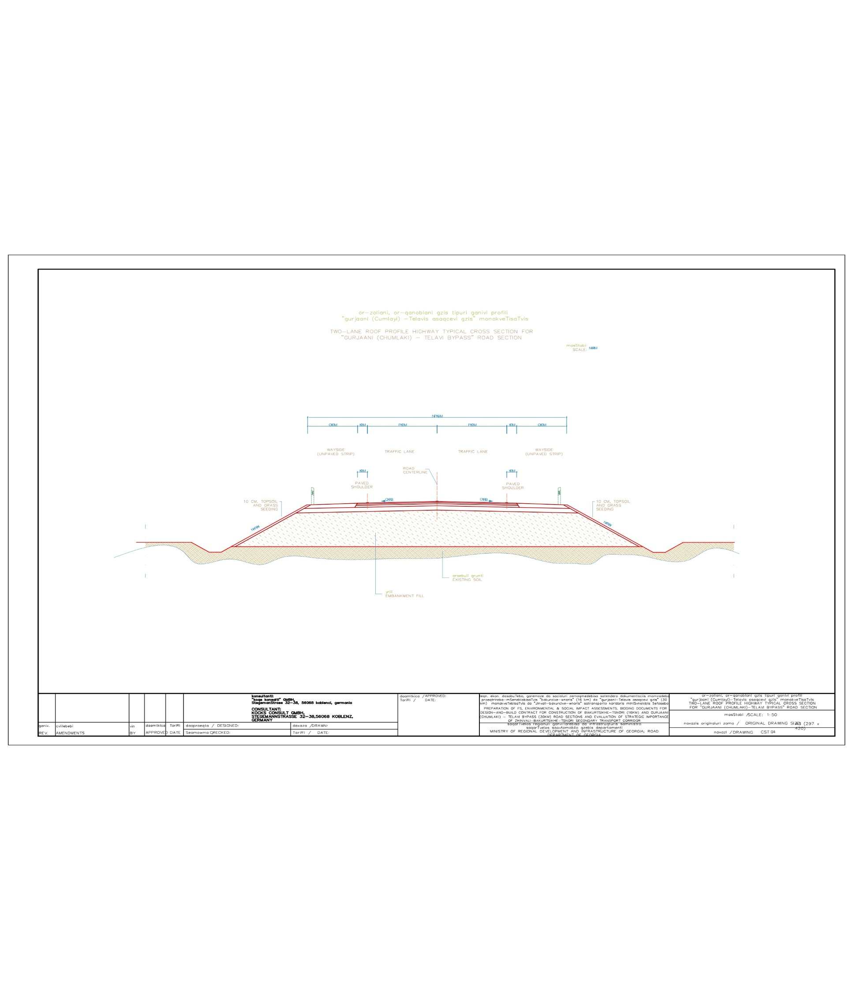 or-zoliani, or-qanobiani gzis tipuri ganivi profili
"gurjaani (Cumlayi) -Telavis asaqcevi gzis" monakveTisaTvis
TWO-LANE ROOF PROFILE HIGHWAY TYPICAL CROSS SECTION FOR
"GURJAANI (CHUMLAKI) - TELAVI BYPASS" ROAD SECTION
masStabi:
SCALE:
WAYSIDE
(UNPAVED STRIP)
TRAFFIC LANE
TRAFFIC LANE
WAYSIDE
(UNPAVED STRIP)
ROAD
CENTERLINE
PAVED
SHOULDER
PAVED
SHOULDER
10 CM, TOPSOIL
AND GRASS
SEEDING
10 CM, TOPSOIL
AND GRASS
SEEDING
arsebuli grunti
EXISTING SOIL
yrili
EMBANKMENT FILL
ganix.
cvlilebebi
vin
daamtkica
TariRi
REV.
AMENDMENTS
BY
APPROVED
DATE
konsultanti:
"koqs konsalti" GMBH,
StegemanStrase 32-38, 56068 koblenci, germania
CONSULTANT:
KOCKS CONSULT GMBH,
STEGEMANNSTRASSE 32-38,56068 KOBLENZ,
GERMANY
daaproeqta / DESIGNED:
daxaza /DRAWN:
Seamowma CHECKED:
TariRi / DATE:
daamtkica /APPROVED:
TariRi / DATE:
PREPARATION OF FS, ENVIRONMENTAL & SOCIAL IMPACT ASSESSMENTS, BIDDING DOCUMENTS FOR
DESIGN-AND-BUILD CONTRACT FOR CONSTRUCTION OF BAKURTSIKHE-TSNORI (16KM) AND GURJAANI
(CHUMLAKI) - TELAVI BYPASS (30KM) ROAD SECTIONS AND EVALUATION OF STRATEGIC IMPORTANCE
OF ZHINVALI-BAKURTSIKHE-TSNORI SECONDARY TRANSPORT CORRIDOR
saqarTvelos regionuli ganviTarebisa da infrastruqturis saministro
saqarTvelos saavtomobilo gzebis departamenti
MINISTRY OF REGIONAL DEVELOPMENT AND INFRASTRUCTURE OF GEORGIA; ROAD
DEPARTMENT OF GEORGIA
or-zoliani, or-qanobiani gzis tipuri ganivi profili
"gurjaani (Cumlayi)-Telavis asaqcevi gzis" monakveTisaTvis
TWO-LANE ROOF PROFILE HIGHWAY TYPICAL CROSS SECTION
FOR "GURJAANI (CHUMLAKI)-TELAVI BYPASS" ROAD SECTION
masStabi /SCALE: 1:50
naxazis originaluri zoma / ORIGINAL DRAWING SIZE: A3 (297 x
420)
naxazi /DRAWING CST 04